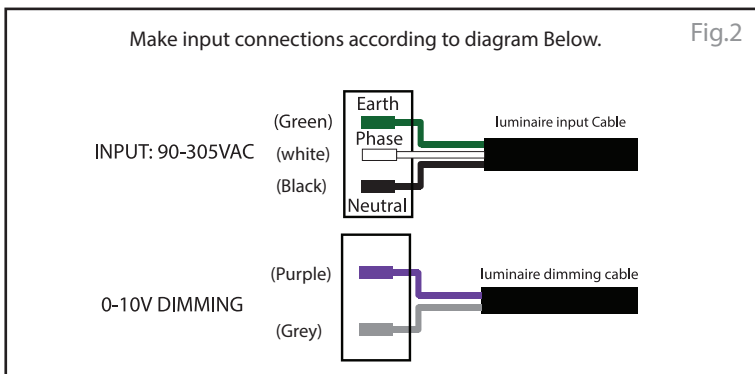 Fig.2
Make input connections according to diagram Below.
Earth
(Green)
luminaire input Cable
Phase
INPUT: 90-305VAC
(white)
(Black)
Neutral
(Purple)
luminaire dimming cable
0-10V DIMMING
(Grey)